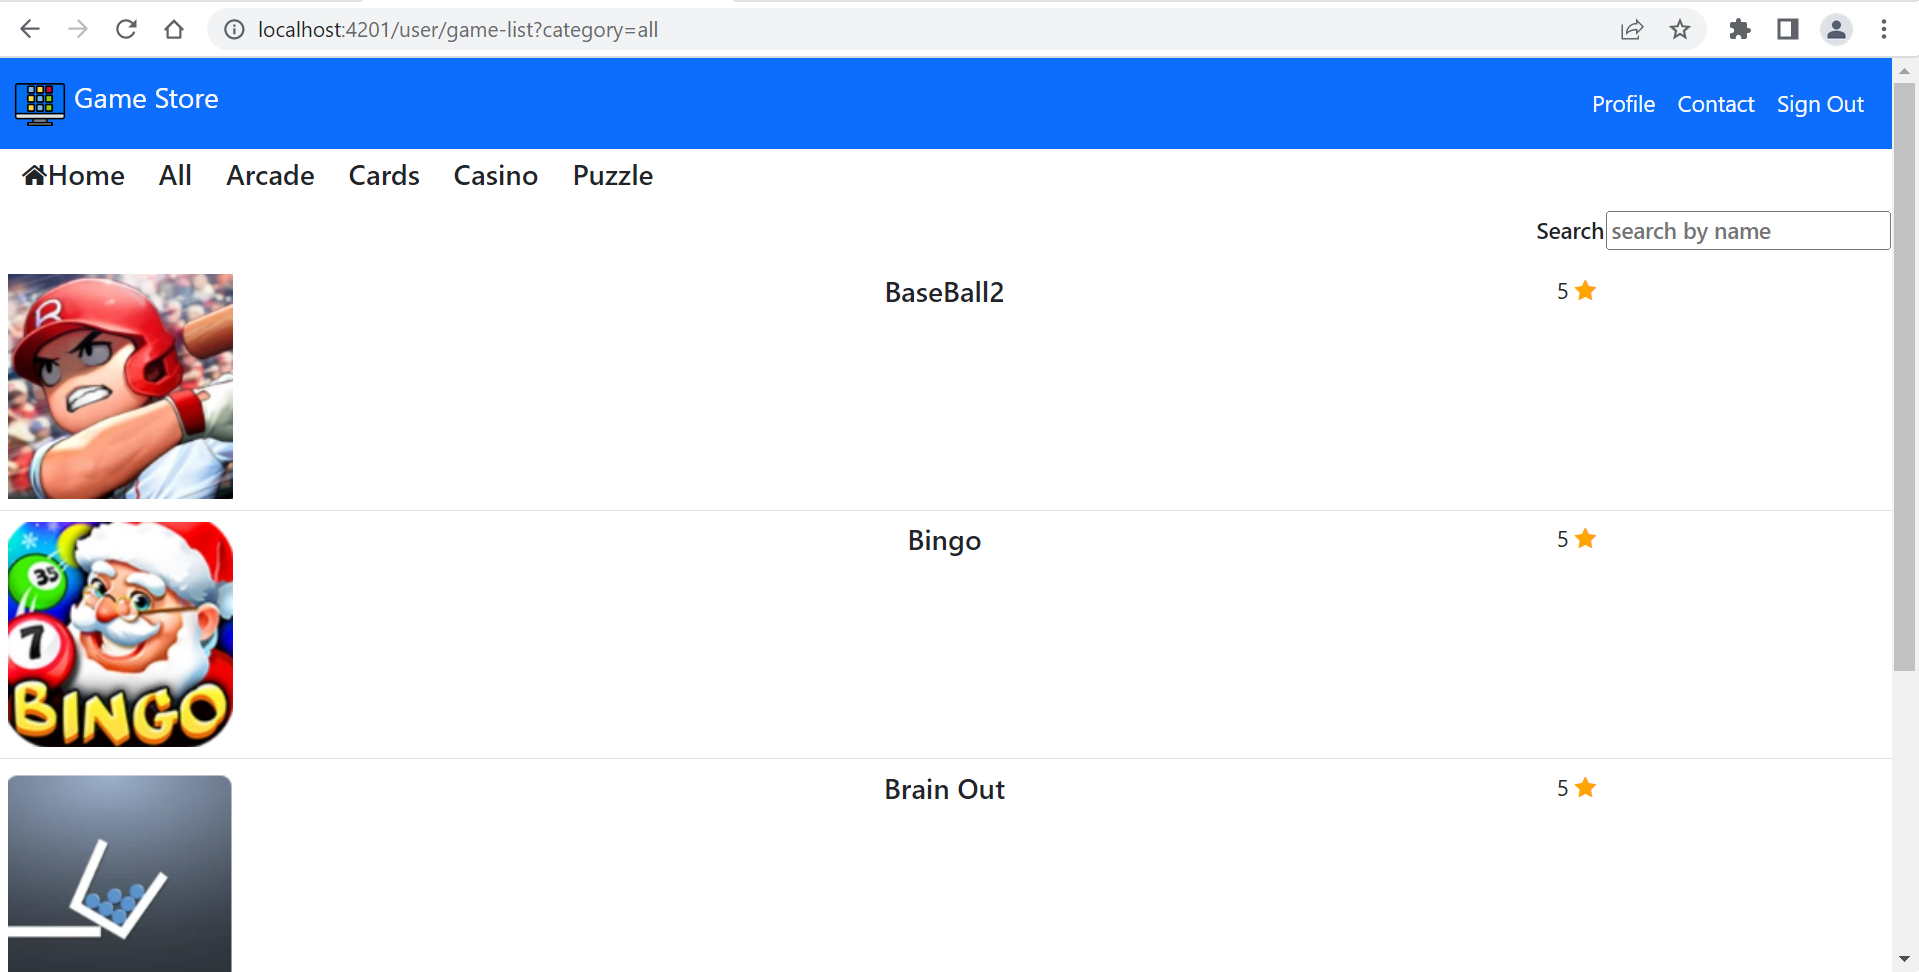 localhost:4201/user/game-list?category=all
Game Store
Profile Contact Sign Out
Home All Arcade Cards Casino Puzzle
Search search by name
B
BaseBall2
5
35
7
BINGO
Bingo
5
Brain Out
5